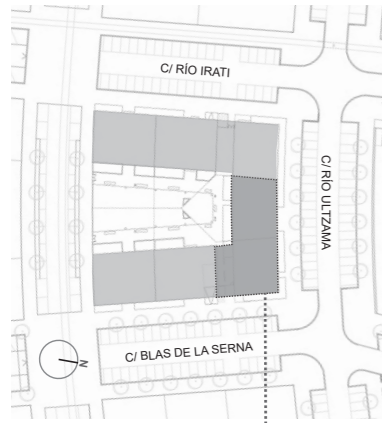 C/ RÍO IRATI
C/ RÍO ULTZAMA
C/ BLAS DE LA SERNA
N